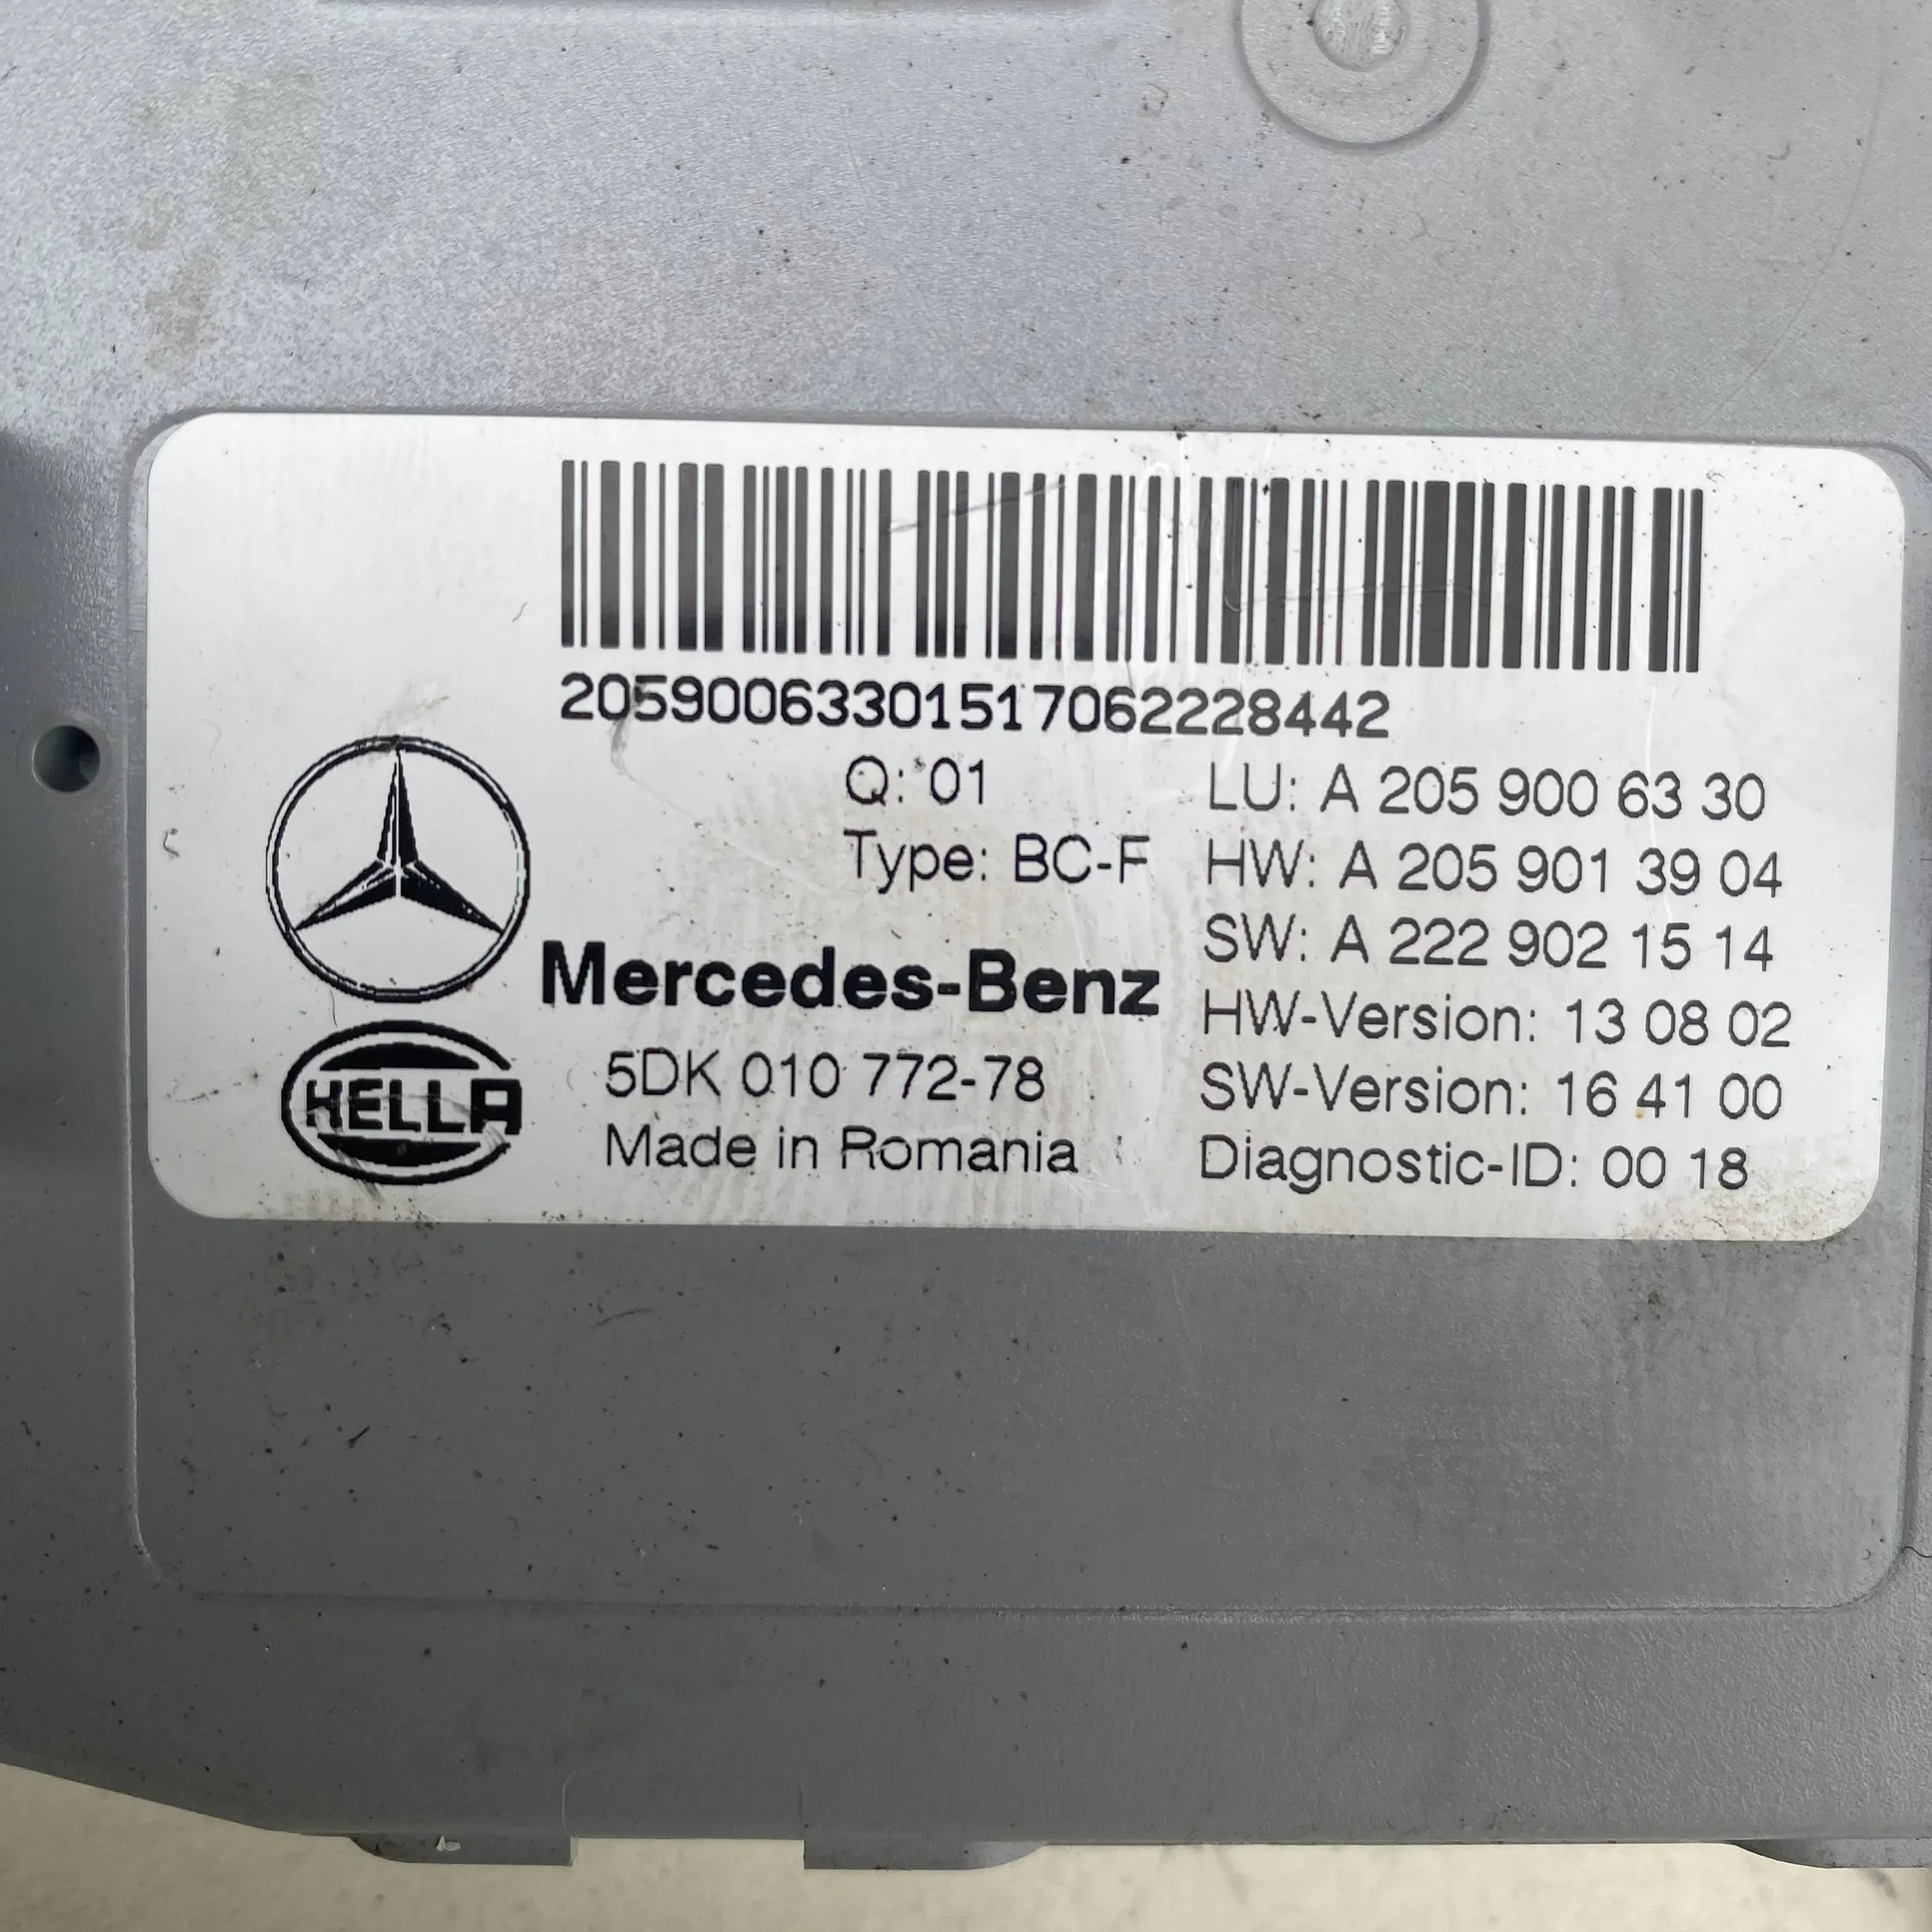 2059006330151706222​8442
Q: 01
Type: BC-F
LU: A 205 900 63 30
HW: A 205 901 39 04
SW: A 222 902 15 14
HW-Version: 13 08 02
SW-Version: 16 41 00
Diagnostic-ID: 00 18
Mercedes-Benz
HELLA
5DK 010 772-78
Made in Romania